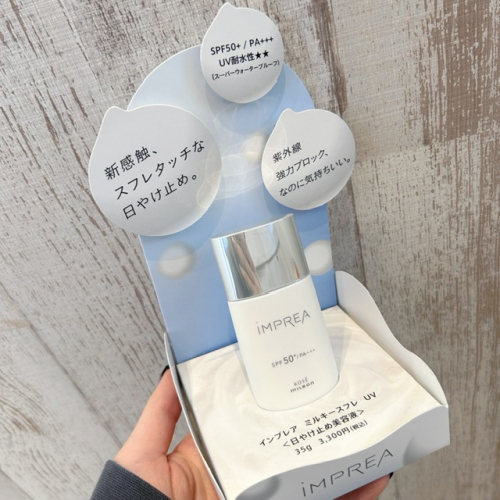 SPF50+ / PA+++
UV耐水性★★
(スーパーウォータープルーフ)
新感触、
スフレタッチな
日やけ止め。
紫外線
強力ブロック、
なのに気持ちいい。
iMPREA
SPF 50+/PA+++
KOSÉ
miLBON
インプレア ミルキースフレ UV
<日やけ止め美容液>
35g 3,300円(税込)
iMPREA